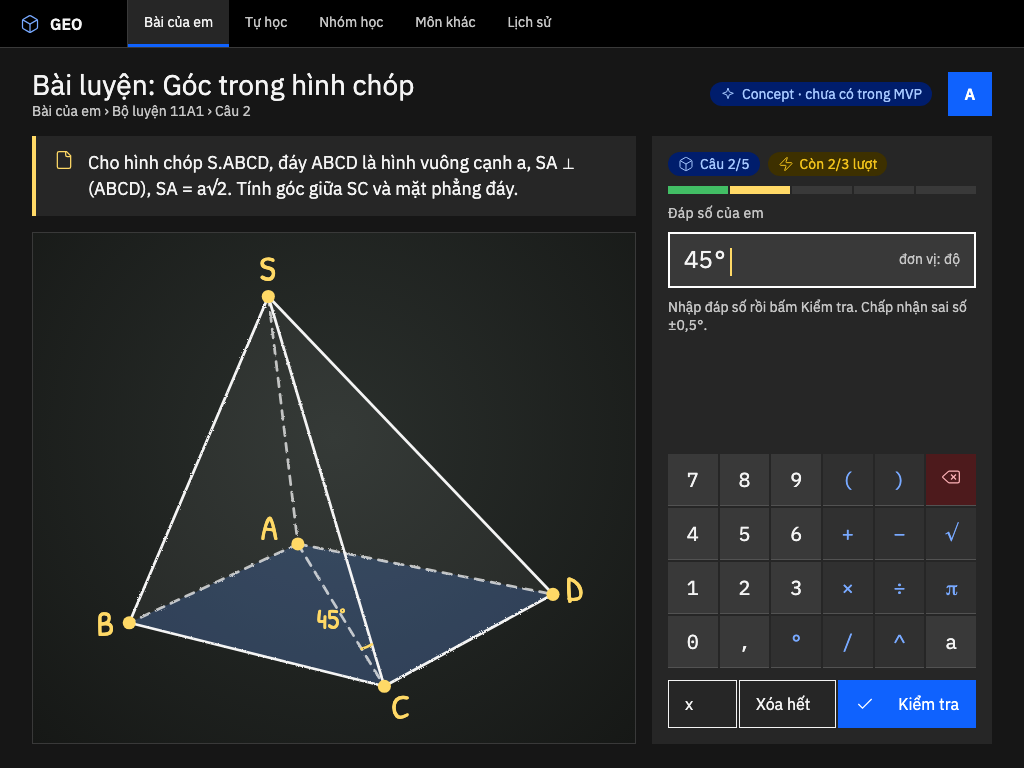 GEO
Bài của em
Tự học
Nhóm học
Môn khác
Lịch sử
Bài luyện: Góc trong hình chóp
Bài của em › Bộ luyện 11A1 › Câu 2
Concept · chưa có trong MVP
A
Cho hình chóp S.ABCD, đáy ABCD là hình vuông cạnh a, SA ⊥
(ABCD), SA = a√2. Tính góc giữa SC và mặt phẳng đáy.
S
A
B
45°
D
C
Câu 2/5
Còn 2/3 lượt
Đáp số của em
45°
đơn vị: độ
Nhập đáp số rồi bấm Kiểm tra. Chấp nhận sai số
±0,5°.
7 8 9 ( )
4 5 6 + − √
1 2 3 × ÷ π
0 , ° / ^ a
x
Xóa hết
Kiểm tra